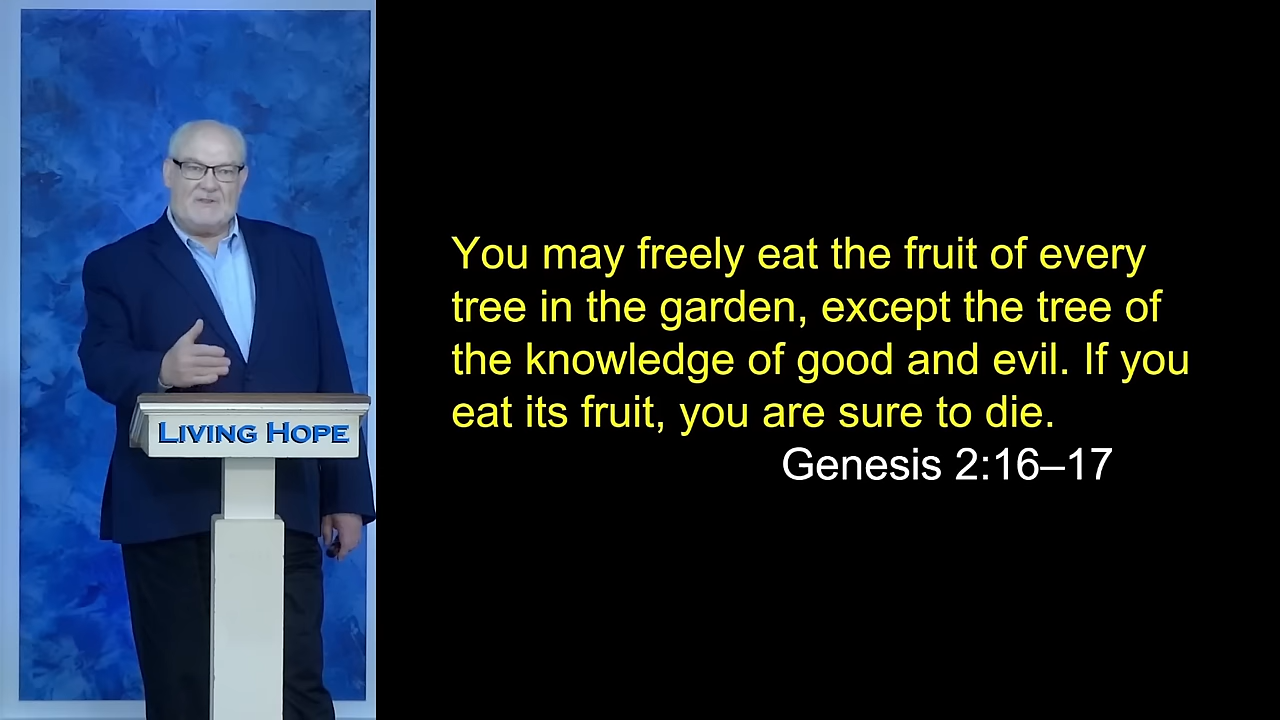 LIVING HOPE
You may freely eat the fruit of every
tree in the garden, except the tree of
the knowledge of good and evil. If you
eat its fruit, you are sure to die.
Genesis 2:16–17